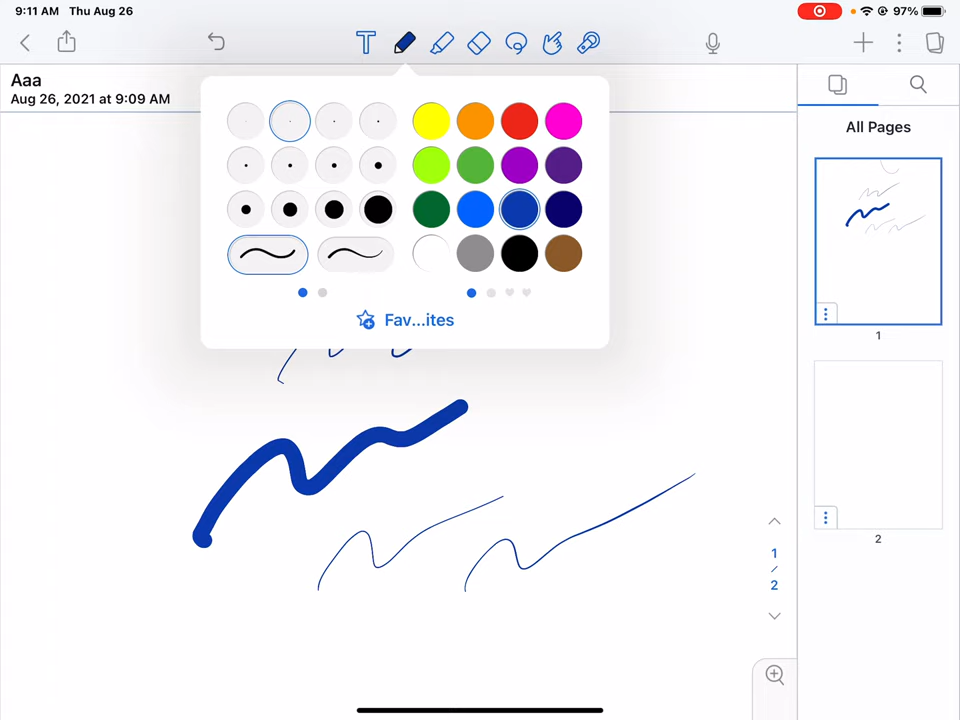 9:11 AM Thu Aug 26
97%
T
Aaa
Aug 26, 2021 at 9:09 AM
Fav...ites
All Pages
1
2
1
/
2